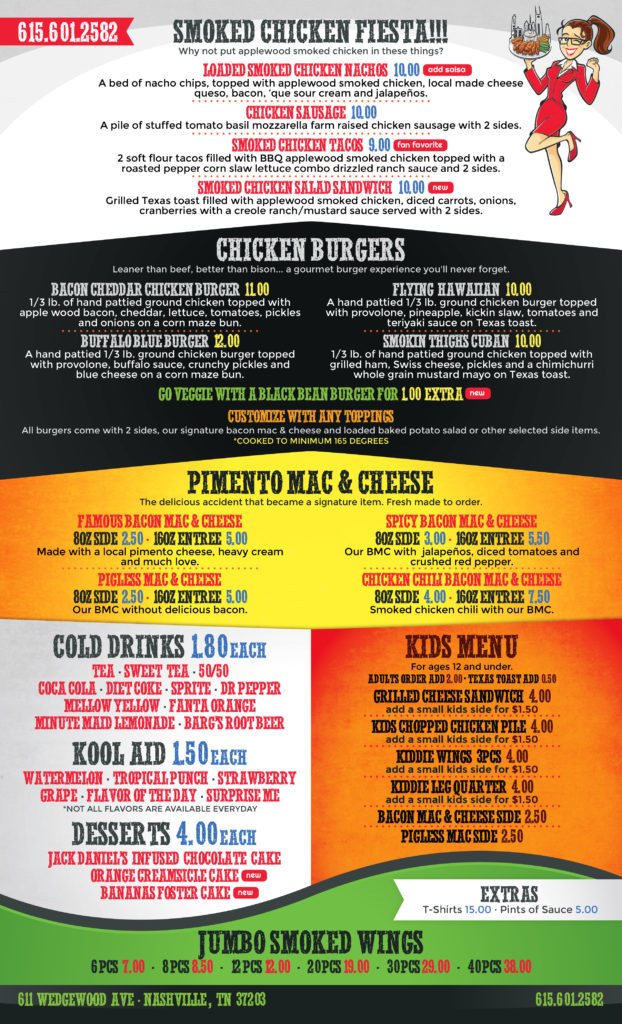 615.601.2582
SMOKED CHICKEN FIESTA!!!
Why not put applewood smoked chicken in these things?
LOADED SMOKED CHICKEN NACHOS 10.00 add salsa
A bed of nacho chips, topped with applewood smoked chicken, local made cheese
queso, bacon, 'que sour cream and jalapeños.
CHICKEN SAUSAGE 10.00
A pile of stuffed tomato basil mozzarella farm raised chicken sausage with 2 sides.
SMOKED CHICKEN TACOS 9.00 fan favorite
2 soft flour tacos filled with BBQ applewood smoked chicken topped with a
roasted pepper corn slaw lettuce combo drizzled ranch sauce and 2 sides.
SMOKED CHICKEN SALAD SANDWICH 10.00 new
Grilled Texas toast filled with applewood smoked chicken, diced carrots, onions,
cranberries with a creole ranch/mustard sauce served with 2 sides.
CHICKEN BURGERS
Leaner than beef, better than bison... a gourmet burger experience you'll never forget.
BACON CHEDDAR CHICKEN BURGER 11.00
1/3 lb. of hand pattied ground chicken topped with
apple wood bacon, cheddar, lettuce, tomatoes, pickles
and onions on a corn maze bun.
BUFFALO BLUE BURGER 12.00
A hand pattied 1/3 lb. ground chicken burger topped
with provolone, buffalo sauce, crunchy pickles and
blue cheese on a corn maze bun.
FLYING HAWAIIAN 10.00
A hand pattied 1/3 lb. ground chicken burger topped
with provolone, pineapple, kickin slaw, tomatoes and
teriyaki sauce on Texas toast.
SMOKIN THIGHS CUBAN 10.00
1/3 lb. of hand pattied ground chicken topped with
grilled ham, Swiss cheese, pickles and a chimichurri
whole grain mustard mayo on Texas toast.
GO VEGGIE WITH A BLACK BEAN BURGER FOR 1.00 EXTRA new
CUSTOMIZE WITH ANY TOPPINGS
All burgers come with 2 sides, our signature bacon mac & cheese and loaded baked potato salad or other selected side items.
*COOKED TO MINIMUM 165 DEGREES
PIMENTO MAC & CHEESE
The delicious accident that became a signature item. Fresh made to order.
FAMOUS BACON MAC & CHEESE
8OZ SIDE 2.50 · 16OZ ENTREE 5.00
Made with a local pimento cheese, heavy cream
and much love.
PIGLESS MAC & CHEESE
8OZ SIDE 2.50 · 16OZ ENTREE 5.00
Our BMC without delicious bacon.
SPICY BACON MAC & CHEESE
8OZ SIDE 3.00 · 16OZ ENTREE 5.50
Our BMC with jalapeños, diced tomatoes and
crushed red pepper.
CHICKEN CHILI BACON MAC & CHEESE
8OZ SIDE 4.00 · 16OZ ENTREE 7.50
Smoked chicken chili with our BMC.
COLD DRINKS 1.80 EACH
TEA · SWEET TEA · 50/50
COCA COLA · DIET COKE · SPRITE · DR PEPPER
MELLOW YELLOW · FANTA ORANGE
MINUTE MAID LEMONADE · BARG'S ROOT BEER
KOOL AID 1.50 EACH
WATERMELON · TROPICAL PUNCH · STRAWBERRY
GRAPE · FLAVOR OF THE DAY · SURPRISE ME
*NOT ALL FLAVORS ARE AVAILABLE EVERYDAY
DESSERTS 4.00 EACH
JACK DANIEL'S INFUSED CHOCOLATE CAKE
ORANGE CREAMSICLE CAKE new
BANANAS FOSTER CAKE new
KIDS MENU
For ages 12 and under.
ADULTS ORDER ADD 2.00 · TEXAS TOAST ADD 0.50
GRILLED CHEESE SANDWICH 4.00
add a small kids side for $1.50
KIDS CHOPPED CHICKEN PILE 4.00
add a small kids side for $1.50
KIDDIE WINGS 3PCS 4.00
add a small kids side for $1.50
KIDDIE LEG QUARTER 4.00
add a small kids side for $1.50
BACON MAC & CHEESE SIDE 2.50
PIGLESS MAC SIDE 2.50
EXTRAS
T-Shirts 15.00 · Pints of Sauce 5.00
JUMBO SMOKED WINGS
6 PCS 7.00 · 8 PCS 8.50 · 12 PCS 12.00 · 20 PCS 19.00 · 30 PCS 29.00 · 40 PCS 38.00
611 WEDGEWOOD AVE · NASHVILLE, TN 37203
615.601.2582